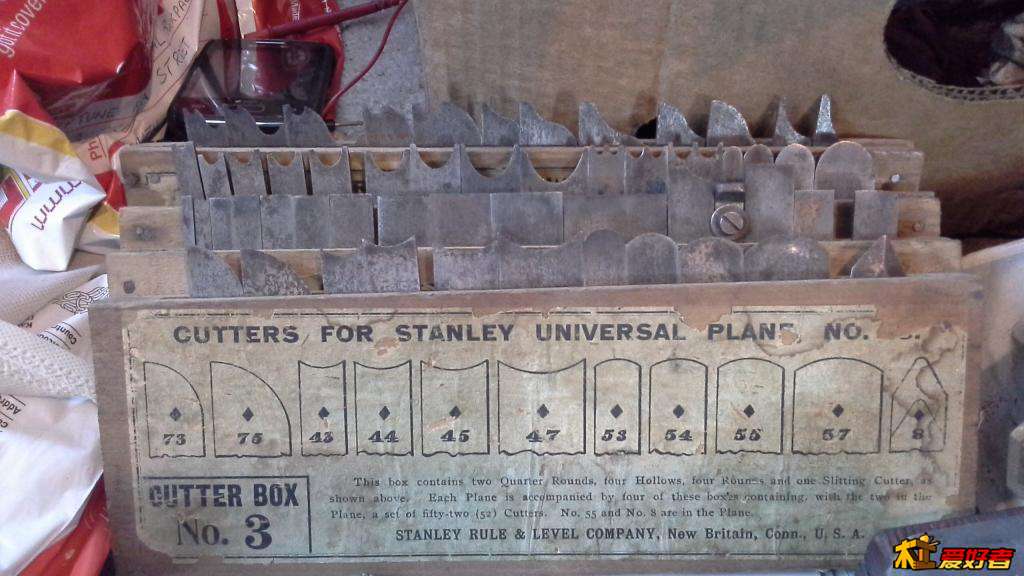 CUTTERS FOR STANLEY UNIVERSAL PLANE NO.
73 75 43 44 45 47 53 54 55 57 8
CUTTER BOX
No. 3
This box contains two Quarter Rounds, four Hollows, four Rounds and one Slitting Cutter, as
shown above. Each Plane is accompanied by four of these boxes containing, with the two in the
Plane, a set of fifty-two (52) Cutters. No. 55 and No. 8 are in the Plane.
STANLEY RULE & LEVEL COMPANY, New Britain, Conn., U. S. A.
爱好者